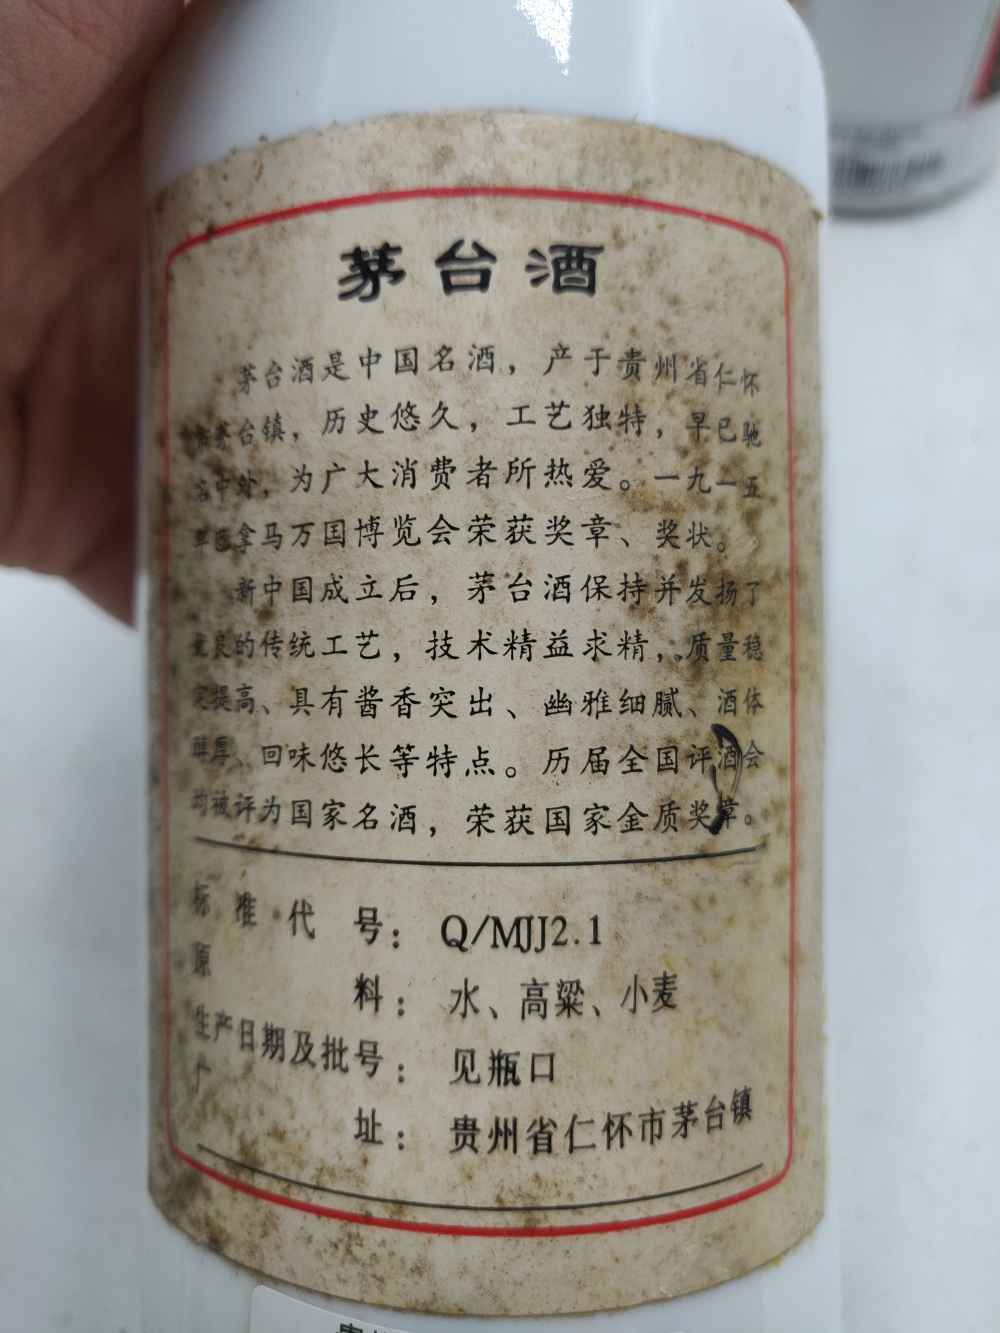 茅台酒
茅台酒是中国名酒，产于贵州省仁怀
茅台镇，历史悠久，工艺独特，早已驰
名中外，为广大消费者所热爱。一九一五
年巴拿马万国博览会荣获奖章、奖状。
新中国成立后，茅台酒保持并发扬了
优良的传统工艺，技术精益求精，质量稳
定提高、具有酱香突出、幽雅细腻、酒体
醇厚、回味悠长等特点。历届全国评酒会
均被评为国家名酒，荣获国家金质奖章。
标准代号：Q/MJJ2.1
原料：水、高粱、小麦
生产日期及批号：见瓶口
厂址：贵州省仁怀市茅台镇